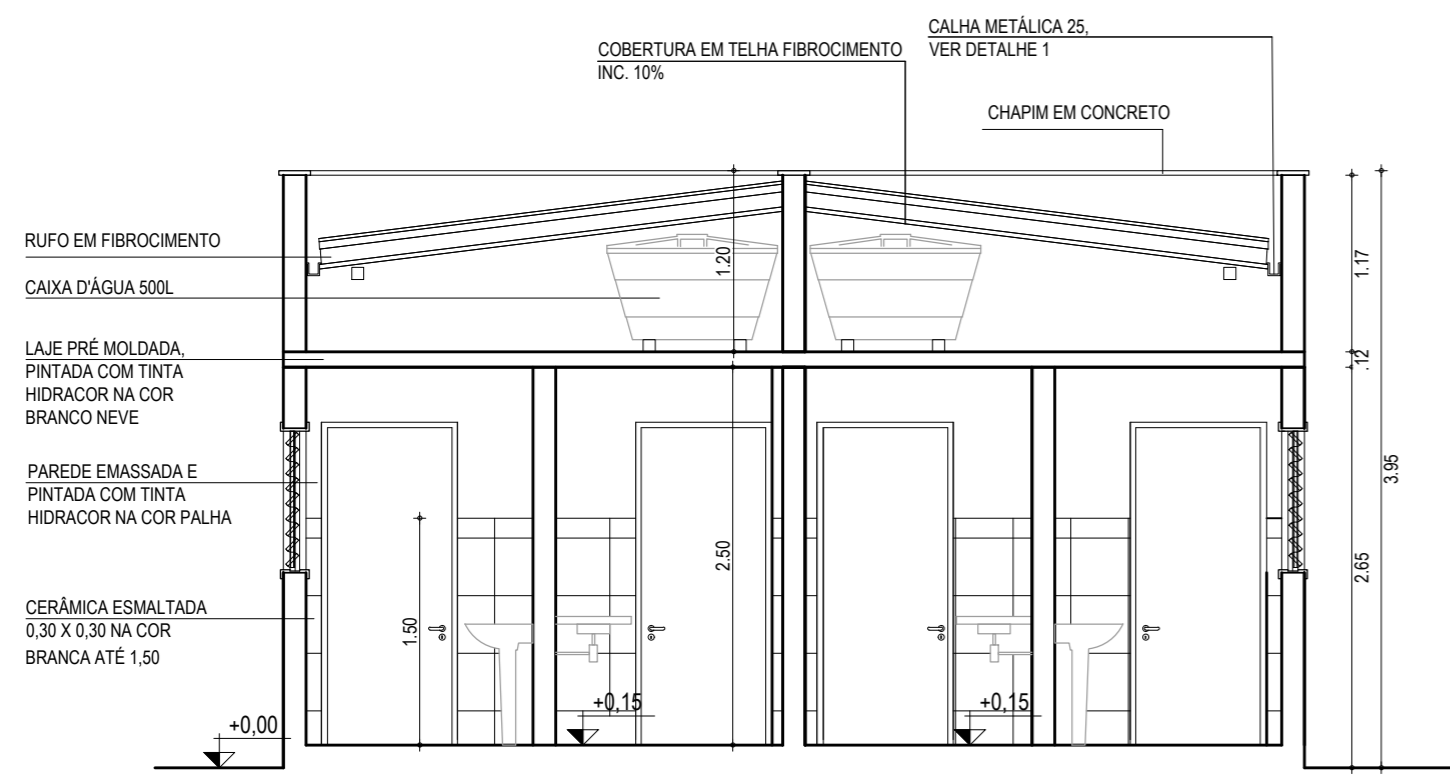 CALHA METÁLICA 25,
VER DETALHE 1
COBERTURA EM TELHA FIBROCIMENTO
INC. 10%
CHAPIM EM CONCRETO
RUFO EM FIBROCIMENTO
CAIXA D'ÁGUA 500L
LAJE PRÉ MOLDADA,
PINTADA COM TINTA
HIDRACOR NA COR
BRANCO NEVE
PAREDE EMASSADA E
PINTADA COM TINTA
HIDRACOR NA COR PALHA
CERÂMICA ESMALTADA
0,30 X 0,30 NA COR
BRANCA ATÉ 1,50
1.20
1.17
.12
3.95
2.65
2.50
1.50
+0,00
+0,15
+0,15